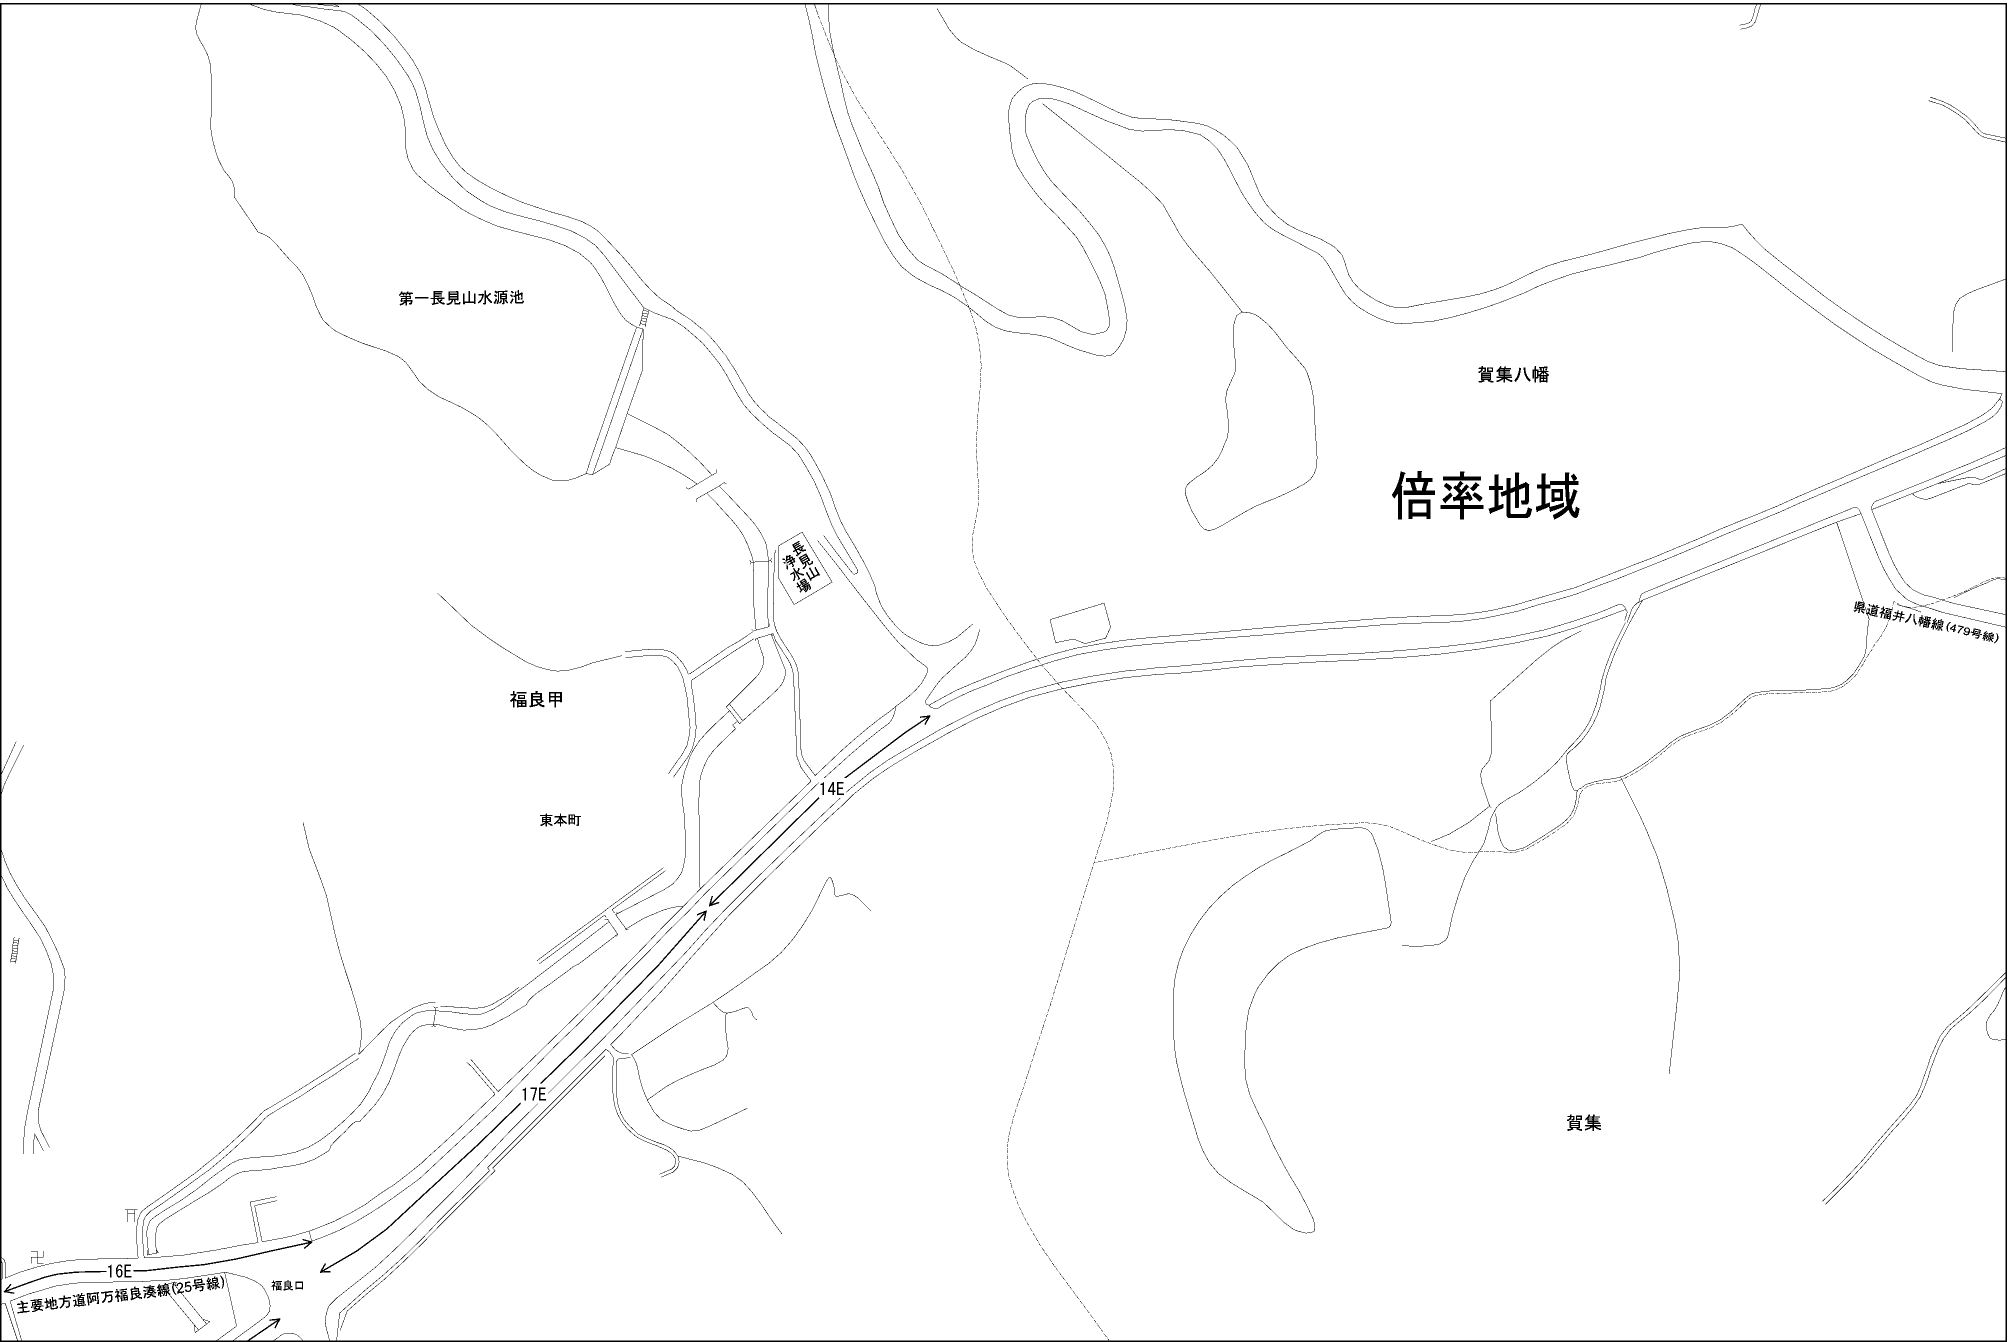 第一長見山水源池
賀集八幡
倍率地域
長見山
浄水場
県道福井八幡線(479号線)
福良甲
14E
東本町
17E
賀集
16E
福良口
主要地方道阿万福良湊線(25号線)